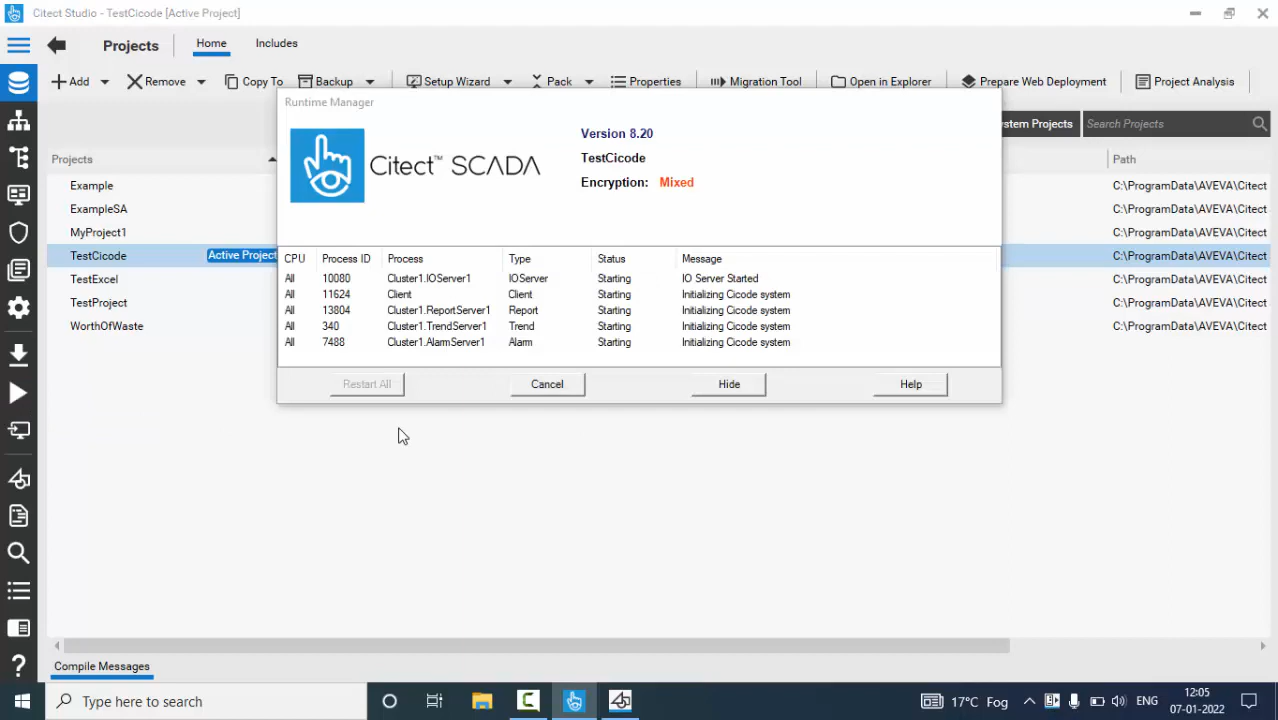 Citect Studio - TestCicode [Active Project]
Projects
Home
Includes
Add
Remove
Copy To
Backup
Setup Wizard
Pack
Properties
Migration Tool
Open in Explorer
Prepare Web Deployment
Project Analysis
Runtime Manager
Citect™ SCADA
Version 8.20
TestCicode
Encryption: Mixed
stem Projects
Search Projects
Projects
Path
Example
C:\ProgramData\AVEVA\Citect
ExampleSA
C:\ProgramData\AVEVA\Citect
MyProject1
C:\ProgramData\AVEVA\Citect
TestCicode
Active Project
C:\ProgramData\AVEVA\Citect
TestExcel
C:\ProgramData\AVEVA\Citect
TestProject
C:\ProgramData\AVEVA\Citect
WorthOfWaste
C:\ProgramData\AVEVA\Citect
CPU Process ID Process Type Status Message
All 10080 Cluster1.IOServer1 IOServer Starting IO Server Started
All 11624 Client Client Starting Initializing Cicode system
All 13804 Cluster1.ReportServer1 Report Starting Initializing Cicode system
All 340 Cluster1.TrendServer1 Trend Starting Initializing Cicode system
All 7488 Cluster1.AlarmServer1 Alarm Starting Initializing Cicode system
Restart All
Cancel
Hide
Help
Compile Messages
Type here to search
17°C Fog
ENG
12:05
07-01-2022